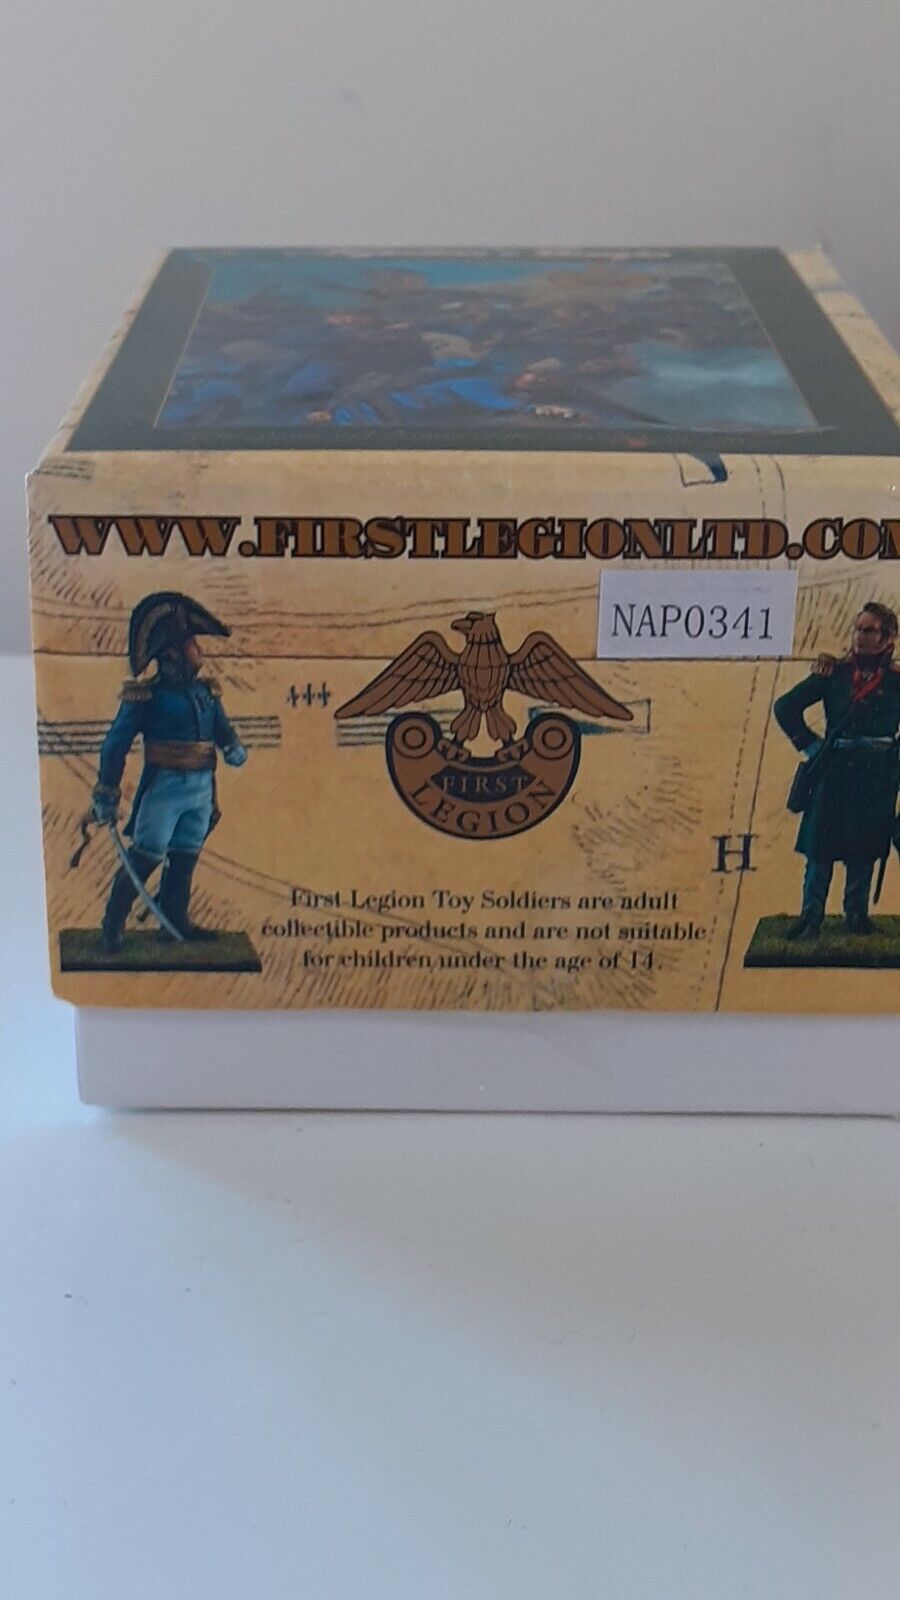 WWW.FIRSTLEGIONLTD.COM
NAP0341
FIRST
LEGION
H
First Legion Toy Soldiers are adult
collectible products and are not suitable
for children under the age of 14.